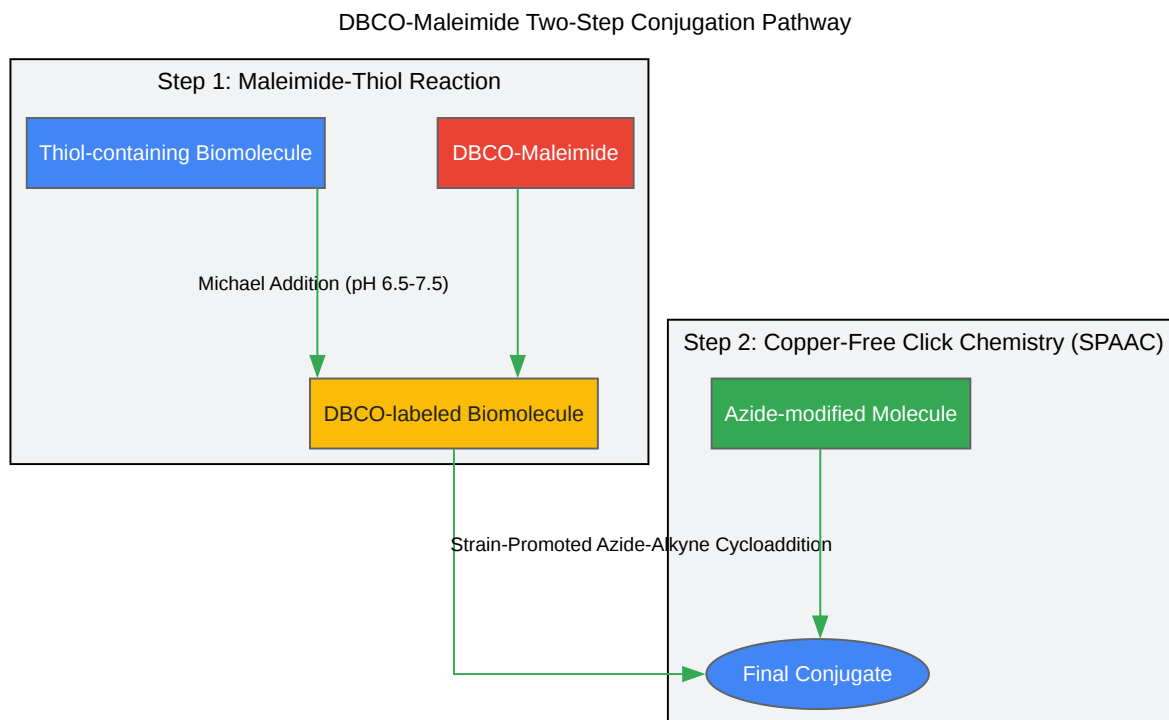 DBCO-Maleimide Two-Step Conjugation Pathway
Step 1: Maleimide-Thiol Reaction
Thiol-containing Biomolecule
DBCO-Maleimide
Michael Addition (pH 6.5-7.5)
DBCO-labeled Biomolecule
Step 2: Copper-Free Click Chemistry (SPAAC)
Azide-modified Molecule
Strain-Promoted Azide-Alkyne Cycloaddition
Final Conjugate